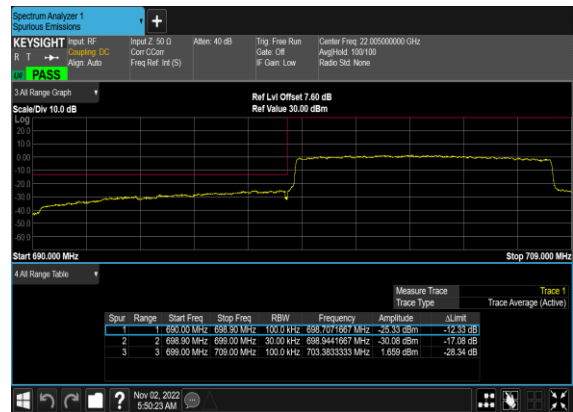 Spectrum Analyzer 1
Spurious Emissions
KEYSIGHT Input: RF Input Z: 50 Ω Atten: 40 dB Trig: Free Run Center Freq: 22.005000000 GHz
R T Coupling: DC Corr CCorr Gate: Off Avg|Hold: 100/100
Align: Auto Freq Ref: Int (S) IF Gain: Low Radio Std: None
PASS
3 All Range Graph
Ref Lvl Offset 7.60 dB
Scale/Div 10.0 dB Ref Value 30.00 dBm
Log
20.0
10.0
0.00
-10.0
-20.0
-30.0
-40.0
-50.0
-60.0
Start 690.000 MHz Stop 709.000 MHz
4 All Range Table
Measure Trace Trace 1
Trace Type Trace Average (Active)
Spur Range Start Freq Stop Freq RBW Frequency Amplitude ΔLimit
1 1 690.00 MHz 698.90 MHz 100.0 kHz 698.7071667 MHz -25.33 dBm -12.33 dB
2 2 698.90 MHz 699.00 MHz 30.00 kHz 698.9441667 MHz -30.08 dBm -17.08 dB
3 3 699.00 MHz 709.00 MHz 100.0 kHz 703.3833333 MHz 1.659 dBm -28.34 dB
Nov 02, 2022
5:50:23 AM